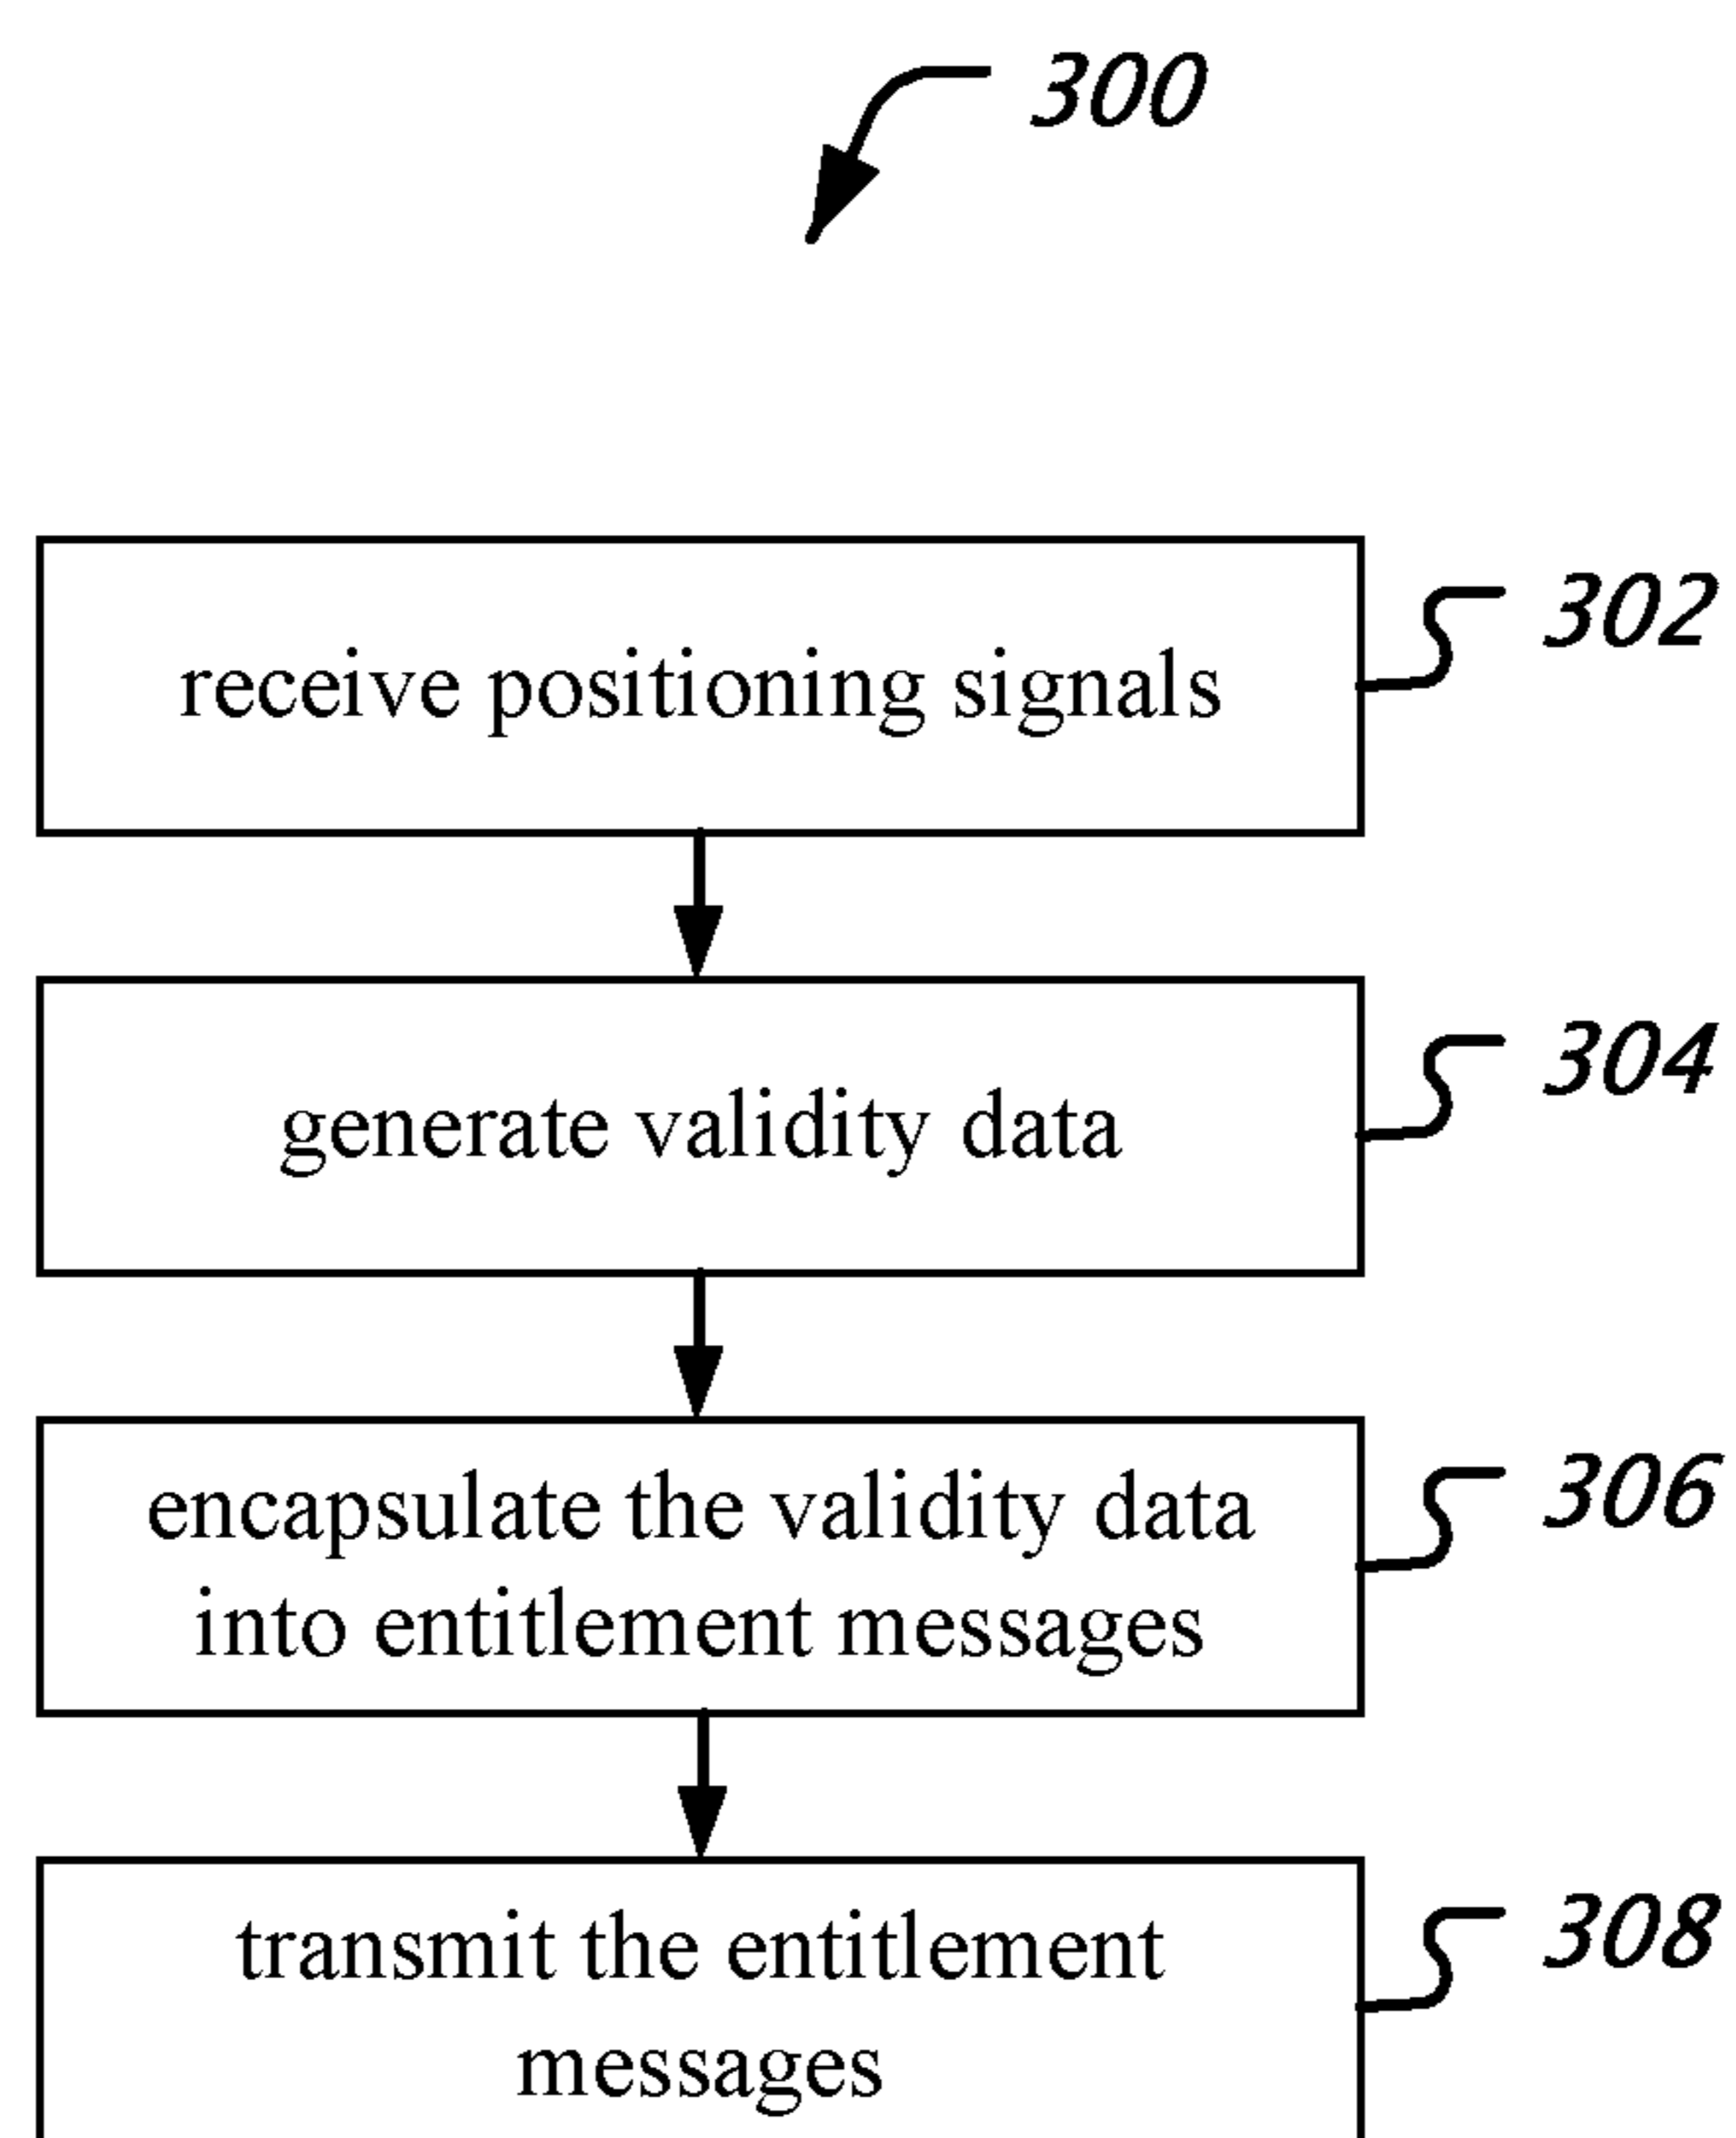 300
receive positioning signals
302
generate validity data
304
encapsulate the validity data
into entitlement messages
306
transmit the entitlement
messages
308